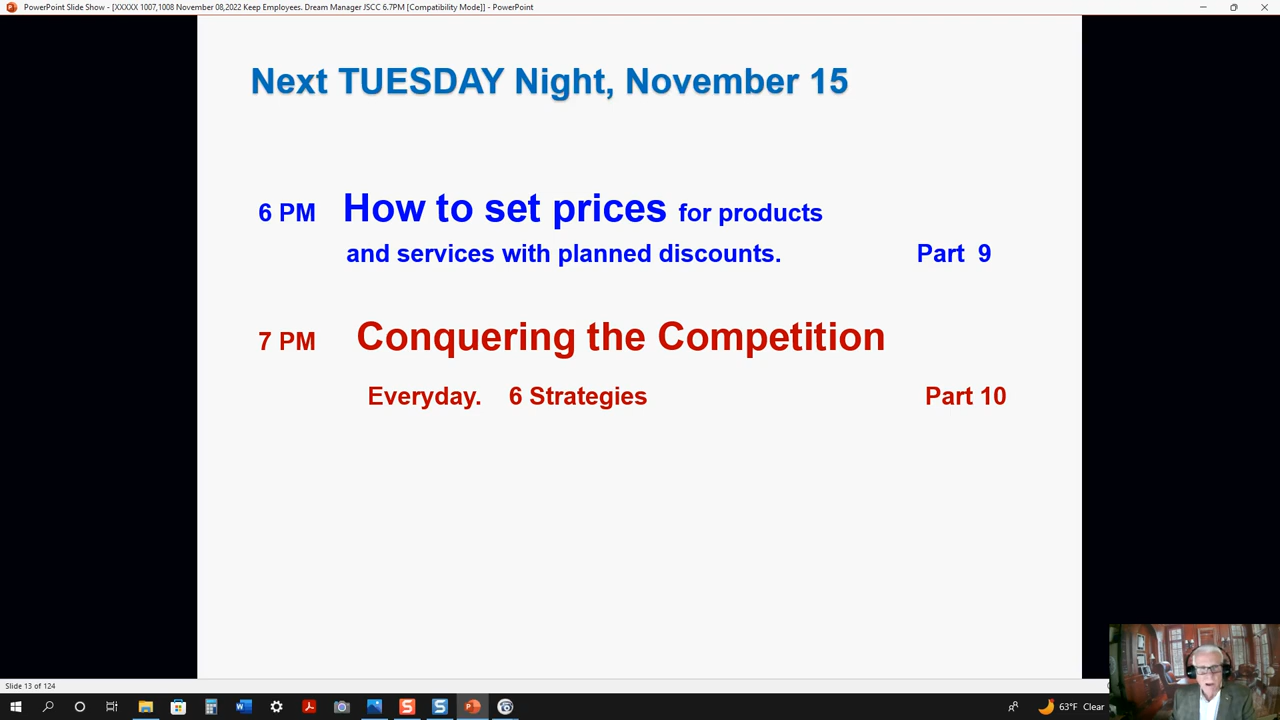 PowerPoint Slide Show - [XXXXX 1007,1008 November 08,2022 Keep Employees. Dream Manager JSCC 6.7PM [Compatibility Mode]] - PowerPoint
Next TUESDAY Night, November 15
6 PM How to set prices for products
and services with planned discounts. Part 9
7 PM Conquering the Competition
Everyday. 6 Strategies Part 10
Slide 13 of 124
63°F Clear